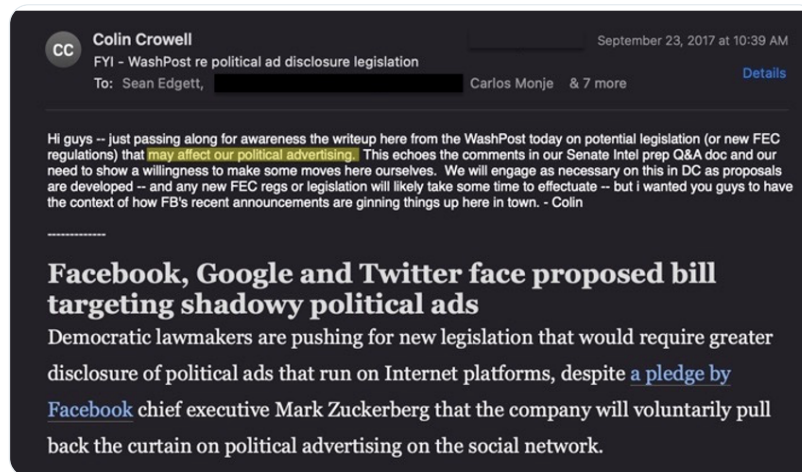 CC
Colin Crowell
September 23, 2017 at 10:39 AM
FYI - WashPost re political ad disclosure legislation
To: Sean Edgett, Carlos Monje & 7 more
Details
Hi guys -- just passing along for awareness the writeup here from the WashPost today on potential legislation (or new FEC
regulations) that may affect our political advertising. This echoes the comments in our Senate Intel prep Q&A doc and our
need to show a willingness to make some moves here ourselves. We will engage as necessary on this in DC as proposals
are developed -- and any new FEC regs or legislation will likely take some time to effectuate -- but i wanted you guys to have
the context of how FB's recent announcements are ginning things up here in town. - Colin
-------------
Facebook, Google and Twitter face proposed bill
targeting shadowy political ads
Democratic lawmakers are pushing for new legislation that would require greater
disclosure of political ads that run on Internet platforms, despite a pledge by
Facebook chief executive Mark Zuckerberg that the company will voluntarily pull
back the curtain on political advertising on the social network.